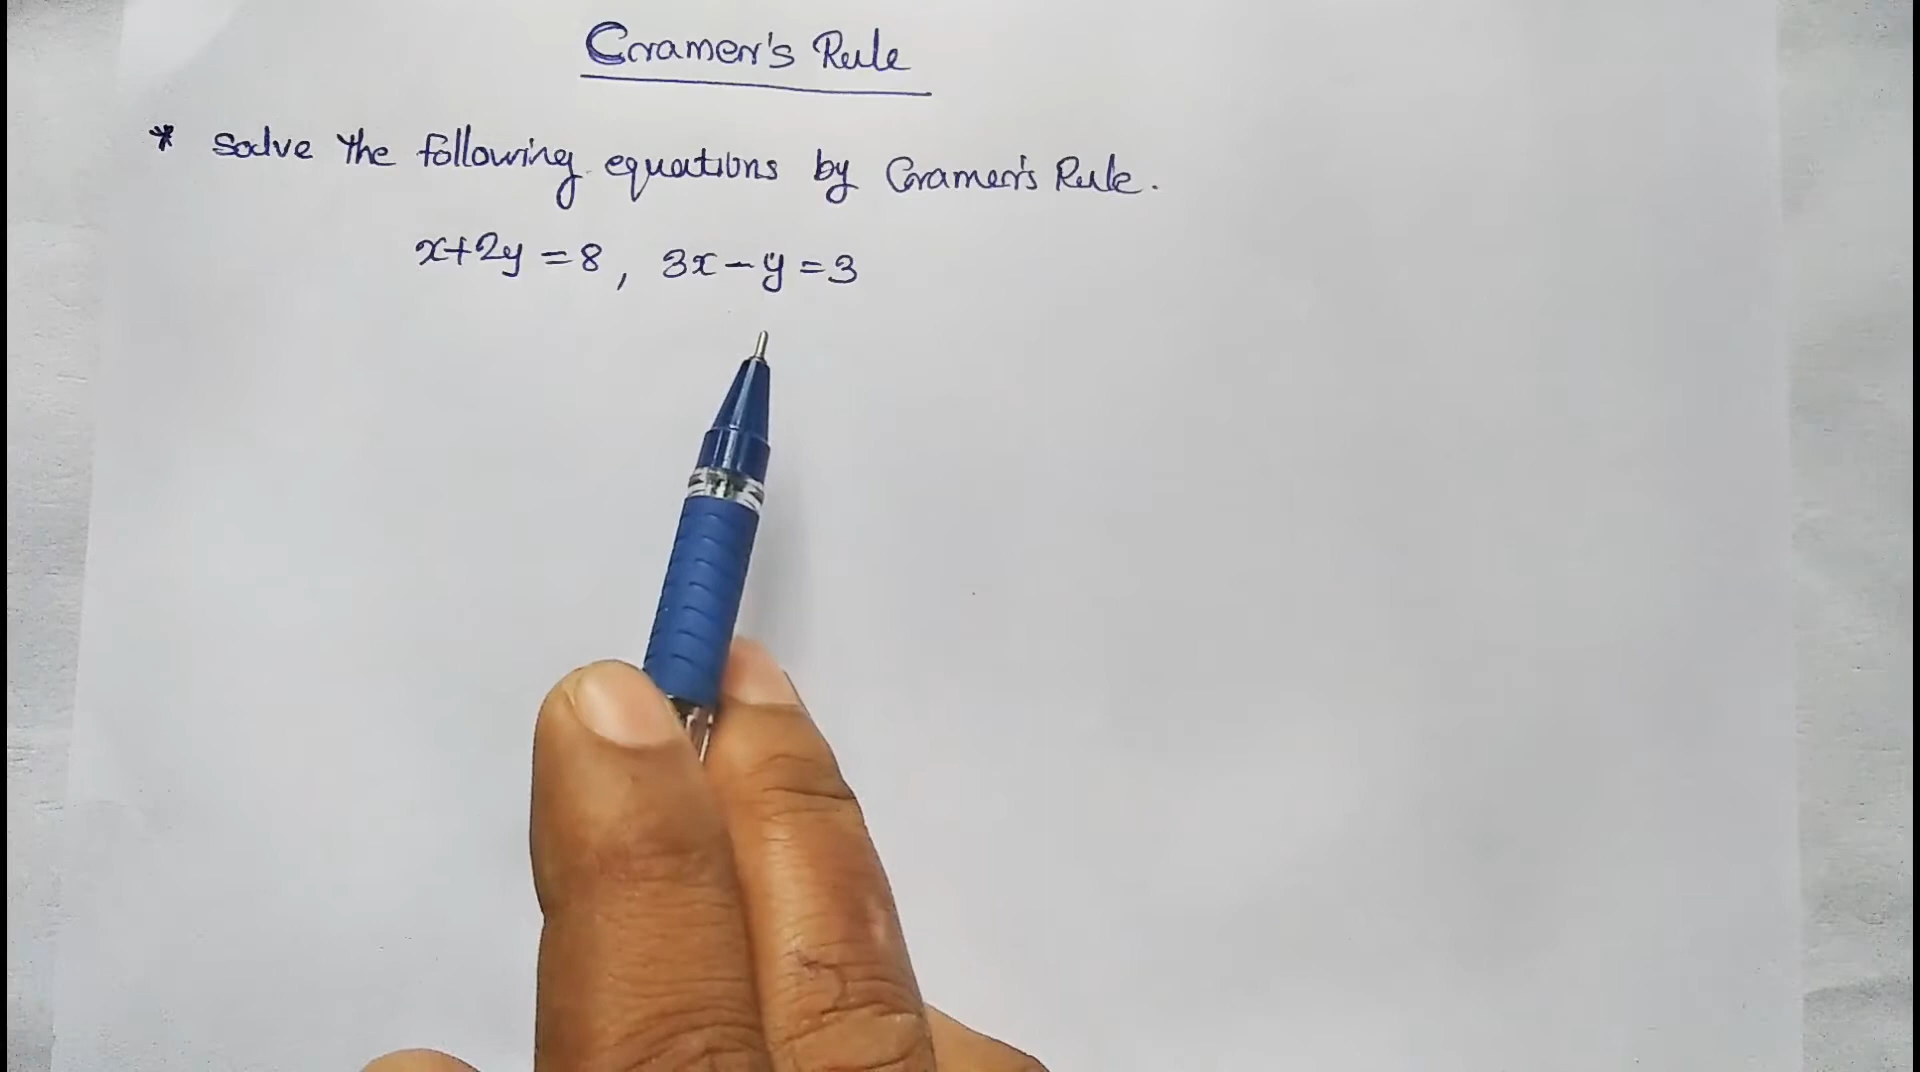 Cramer's Rule
* Solve the following equations by Cramer's Rule.
x+2y=8, 3x-y=3